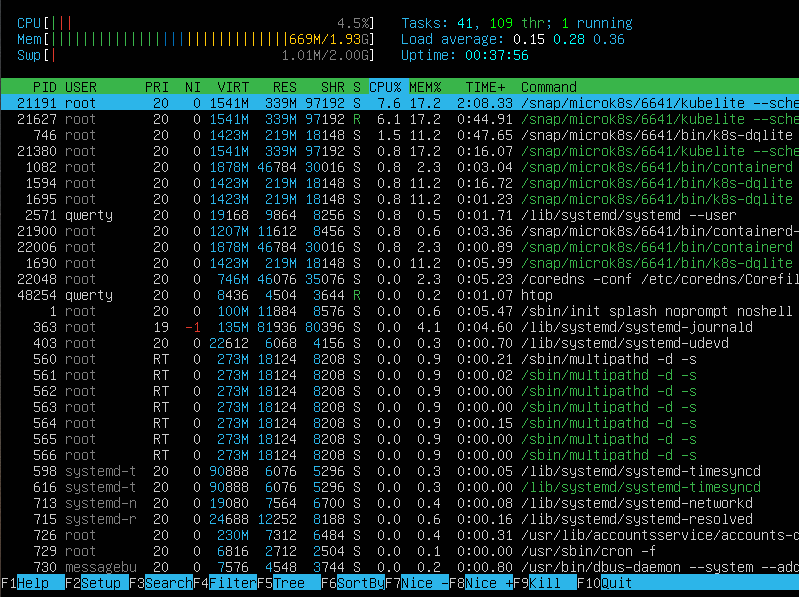 CPU[||| 4.5%] Tasks: 41, 109 thr; 1 running
Mem[||||||||||||||||||||||||||||||669M/1.93G] Load average: 0.15 0.28 0.36
Swp[| 1.01M/2.00G] Uptime: 00:37:56
PID USER PRI NI VIRT RES SHR S CPU% MEM% TIME+ Command
21191 root 20 0 1541M 339M 97192 S 7.6 17.2 2:08.33 /snap/microk8s/6641/kubelite --sche
21627 root 20 0 1541M 339M 97192 R 6.1 17.2 0:44.91 /snap/microk8s/6641/kubelite --sche
746 root 20 0 1423M 219M 18148 S 1.5 11.2 0:47.65 /snap/microk8s/6641/bin/k8s-dqlite
21380 root 20 0 1541M 339M 97192 S 0.8 17.2 0:16.07 /snap/microk8s/6641/kubelite --sche
1082 root 20 0 1878M 46784 30016 S 0.8 2.3 0:03.04 /snap/microk8s/6641/bin/containerd
1594 root 20 0 1423M 219M 18148 S 0.8 11.2 0:16.72 /snap/microk8s/6641/bin/k8s-dqlite
1695 root 20 0 1423M 219M 18148 S 0.8 11.2 0:01.23 /snap/microk8s/6641/bin/k8s-dqlite
2571 qwerty 20 0 19168 9864 8256 S 0.8 0.5 0:01.71 /lib/systemd/systemd --user
21900 root 20 0 1207M 11612 8456 S 0.8 0.6 0:03.36 /snap/microk8s/6641/bin/containerd-
22006 root 20 0 1878M 46784 30016 S 0.8 2.3 0:00.89 /snap/microk8s/6641/bin/containerd
1690 root 20 0 1423M 219M 18148 S 0.0 11.2 0:05.99 /snap/microk8s/6641/bin/k8s-dqlite
22048 root 20 0 746M 46076 35076 S 0.0 2.3 0:05.23 /coredns -conf /etc/coredns/Corefil
48254 qwerty 20 0 8436 4504 3644 R 0.0 0.2 0:01.07 htop
1 root 20 0 100M 11884 8576 S 0.0 0.6 0:05.47 /sbin/init splash noprompt noshell
363 root 19 -1 135M 81936 80396 S 0.0 4.1 0:04.60 /lib/systemd/systemd-journald
403 root 20 0 22612 6068 4156 S 0.0 0.3 0:00.70 /lib/systemd/systemd-udevd
560 root RT 0 273M 18124 8208 S 0.0 0.9 0:00.21 /sbin/multipathd -d -s
561 root RT 0 273M 18124 8208 S 0.0 0.9 0:00.02 /sbin/multipathd -d -s
562 root RT 0 273M 18124 8208 S 0.0 0.9 0:00.00 /sbin/multipathd -d -s
563 root RT 0 273M 18124 8208 S 0.0 0.9 0:00.00 /sbin/multipathd -d -s
564 root RT 0 273M 18124 8208 S 0.0 0.9 0:00.15 /sbin/multipathd -d -s
565 root RT 0 273M 18124 8208 S 0.0 0.9 0:00.00 /sbin/multipathd -d -s
566 root RT 0 273M 18124 8208 S 0.0 0.9 0:00.00 /sbin/multipathd -d -s
598 systemd-t 20 0 90888 6076 5296 S 0.0 0.3 0:00.05 /lib/systemd/systemd-timesyncd
616 systemd-t 20 0 90888 6076 5296 S 0.0 0.3 0:00.00 /lib/systemd/systemd-timesyncd
713 systemd-n 20 0 19080 7564 6700 S 0.0 0.4 0:00.08 /lib/systemd/systemd-networkd
715 systemd-r 20 0 24688 12252 8188 S 0.0 0.6 0:00.16 /lib/systemd/systemd-resolved
726 root 20 0 230M 7312 6484 S 0.0 0.4 0:00.31 /usr/lib/accountsservice/accounts-d
729 root 20 0 6816 2712 2504 S 0.0 0.1 0:00.00 /usr/sbin/cron -f
730 messagebu 20 0 7576 4548 3744 S 0.0 0.2 0:00.80 /usr/bin/dbus-daemon --system --add
F1Help F2Setup F3SearchF4FilterF5Tree F6SortByF7Nice -F8Nice +F9Kill F10Quit